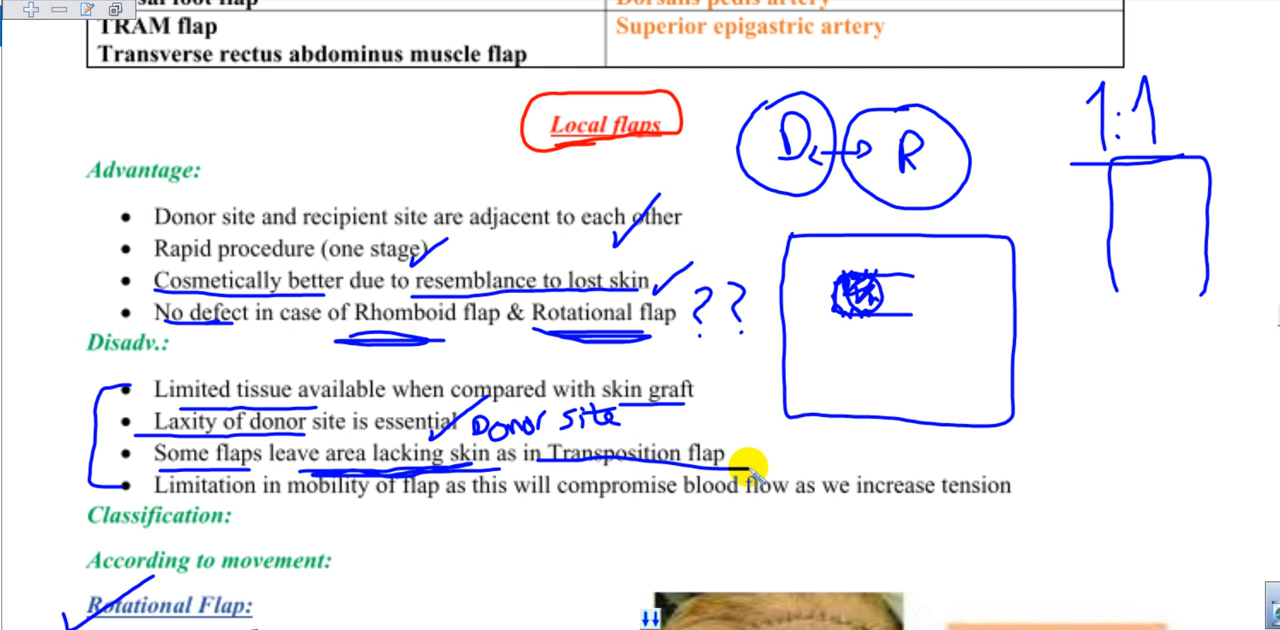 TRAM flap
Superior epigastric artery
Transverse rectus abdominus muscle flap
Local flaps
D R
1:1
Advantage:
• Donor site and recipient site are adjacent to each other
• Rapid procedure (one stage)
• Cosmetically better due to resemblance to lost skin
• No defect in case of Rhomboid flap & Rotational flap ??
Disadv.:
• Limited tissue available when compared with skin graft
• Laxity of donor site is essential Donor site
• Some flaps leave area lacking skin as in Transposition flap
• Limitation in mobility of flap as this will compromise blood flow as we increase tension
Classification:
According to movement:
Rotational Flap: